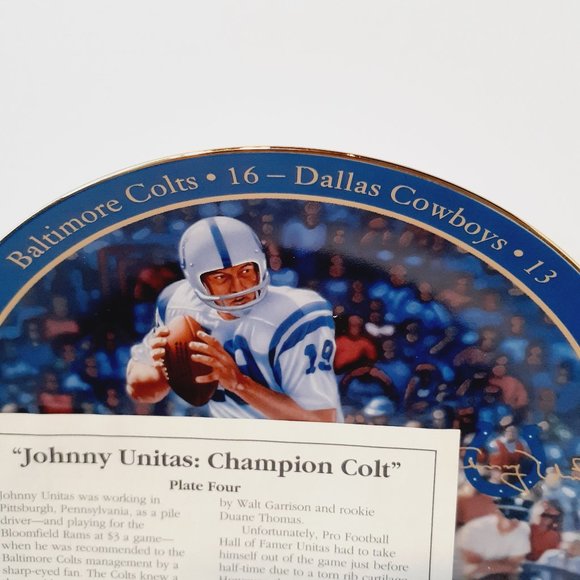 Baltimore Colts • 16 – Dallas Cowboys • 13
19
"Johnny Unitas: Champion Colt"
Plate Four
Johnny Unitas was working in
Pittsburgh, Pennsylvania, as a pile
driver—and playing for the
Bloomfield Rams at $3 a game—
when he was recommended to the
Baltimore Colts management by a
sharp-eyed fan. The Colts knew a
by Walt Garrison and rookie
Duane Thomas.
Unfortunately, Pro Football
Hall of Famer Unitas had to take
himself out of the game just before
half-time due to a torn rib cartilage